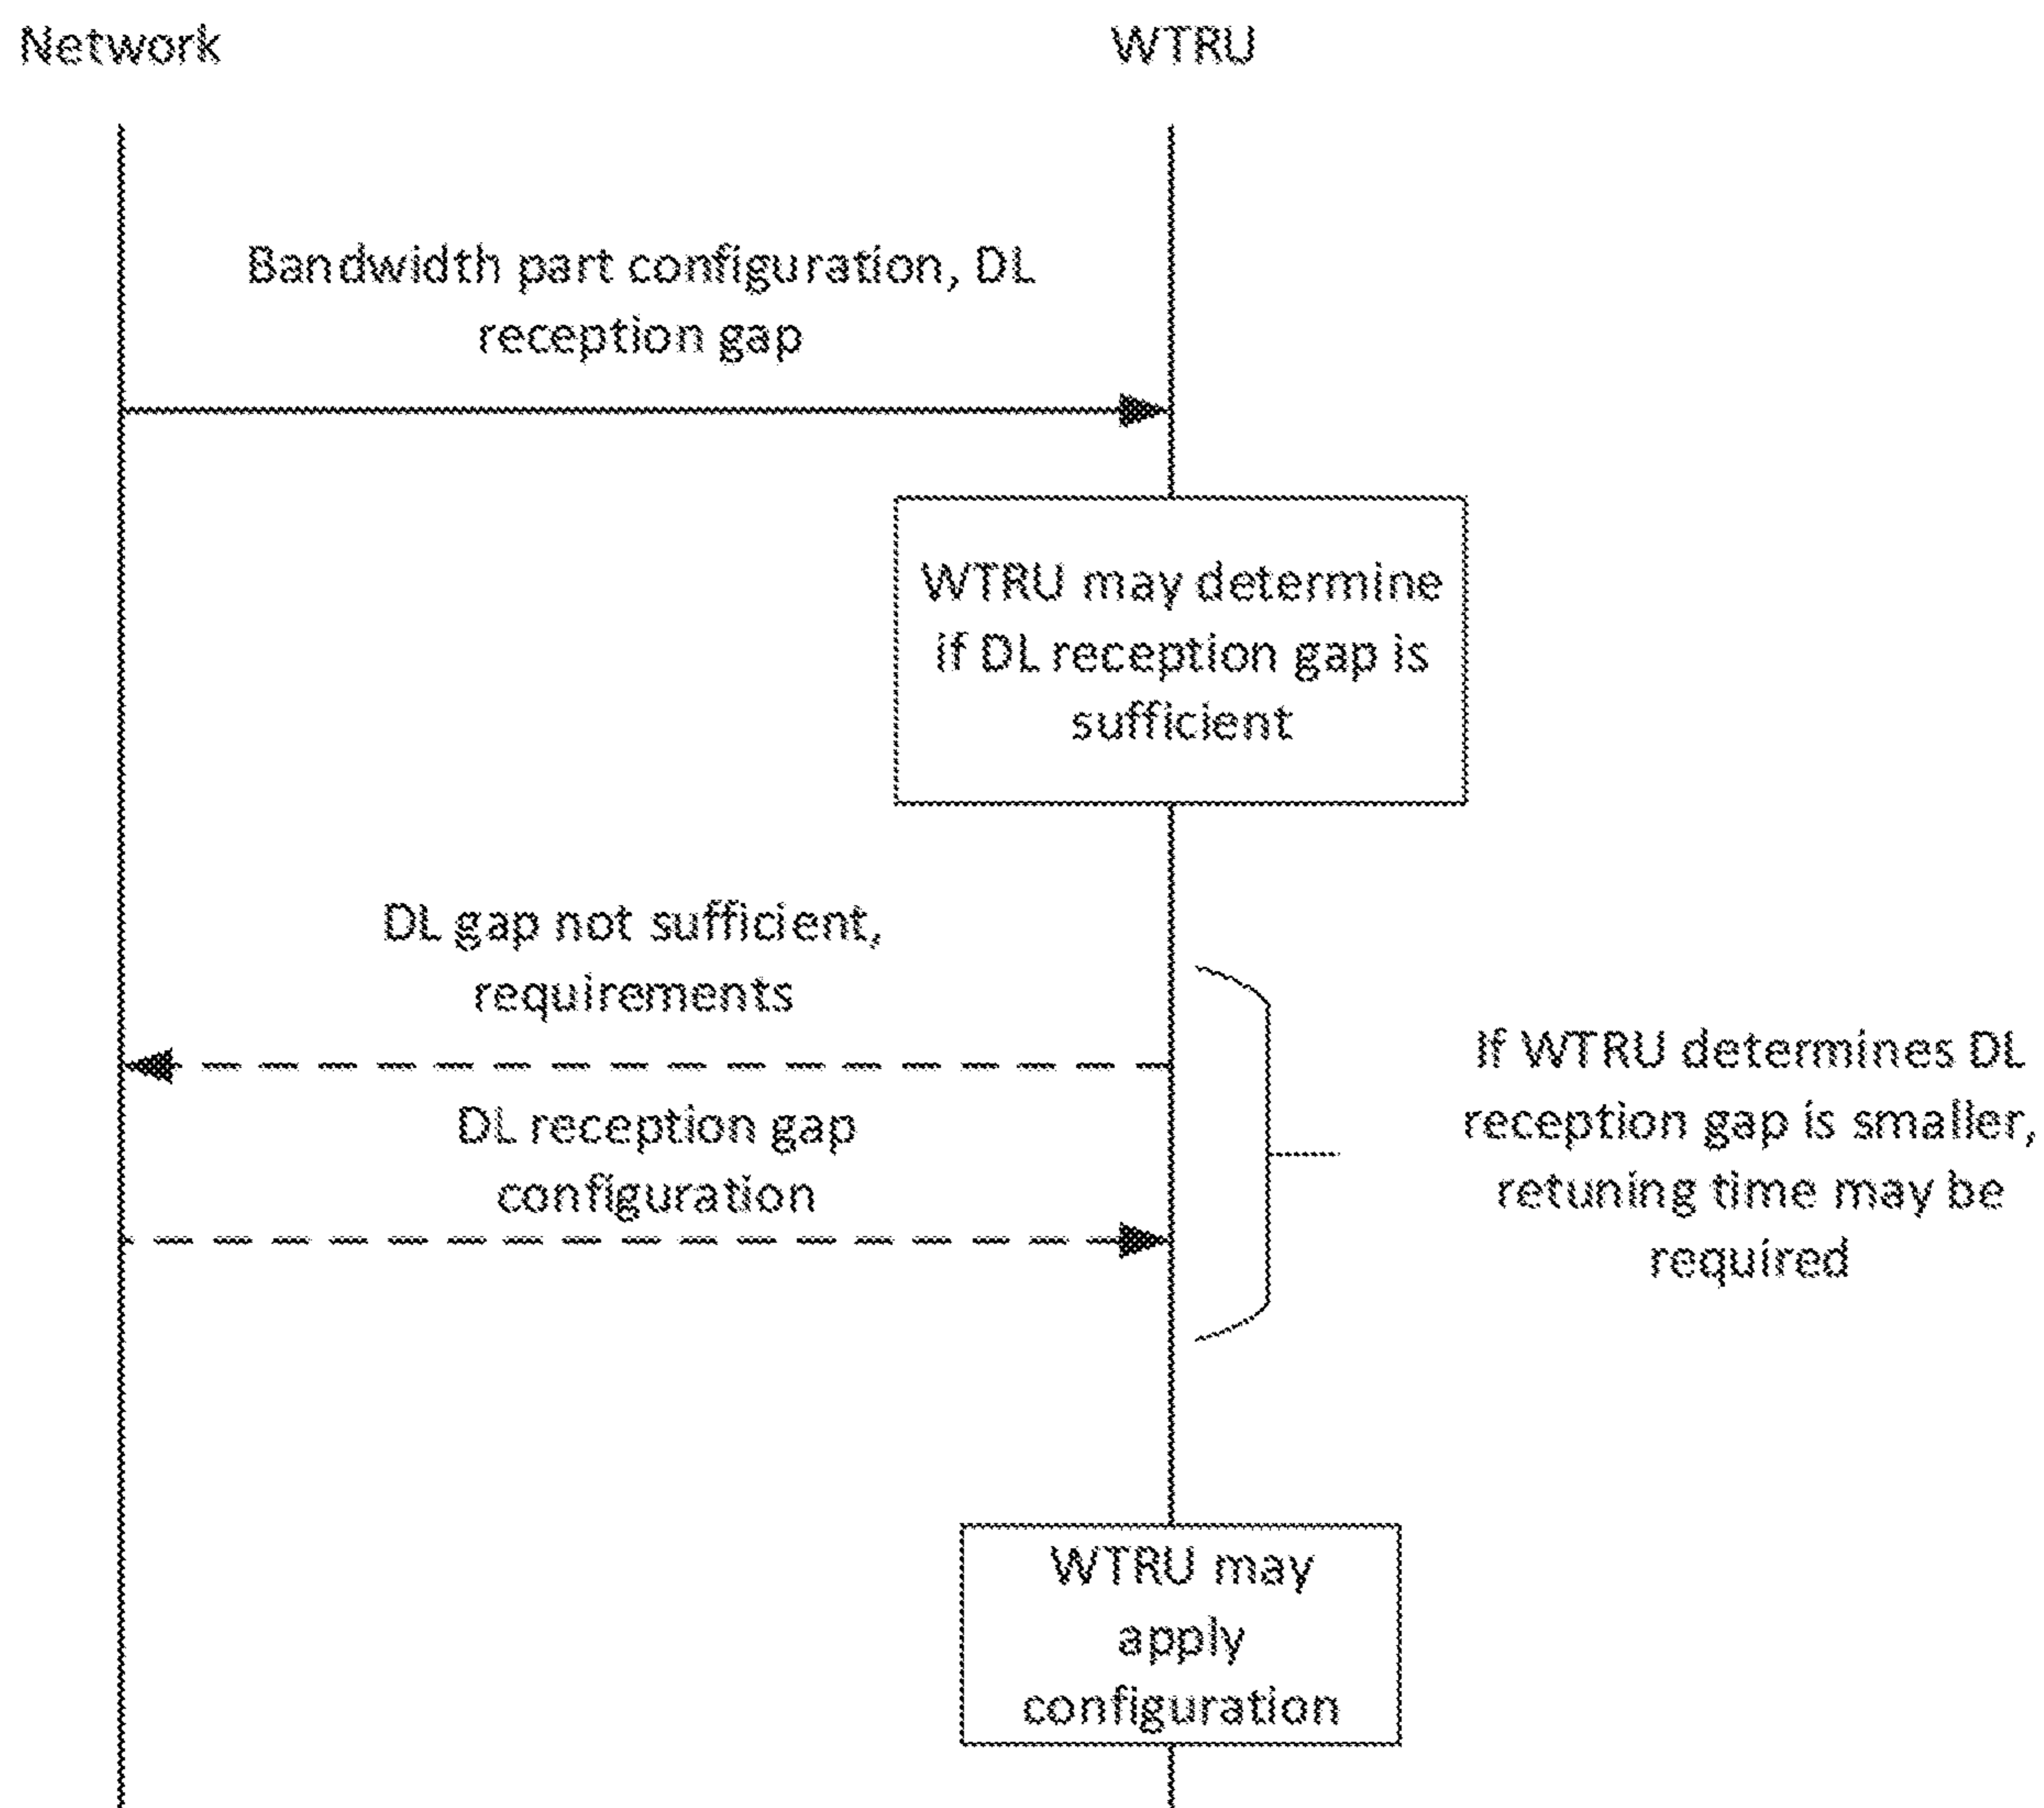 Network
WTRU
Bandwidth part configuration, DL
reception gap
WTRU may determine
if DL reception gap is
sufficient
DL gap not sufficient,
requirements
DL reception gap
configuration
If WTRU determines DL
reception gap is smaller,
retuning time may be
required
WTRU may
apply
configuration